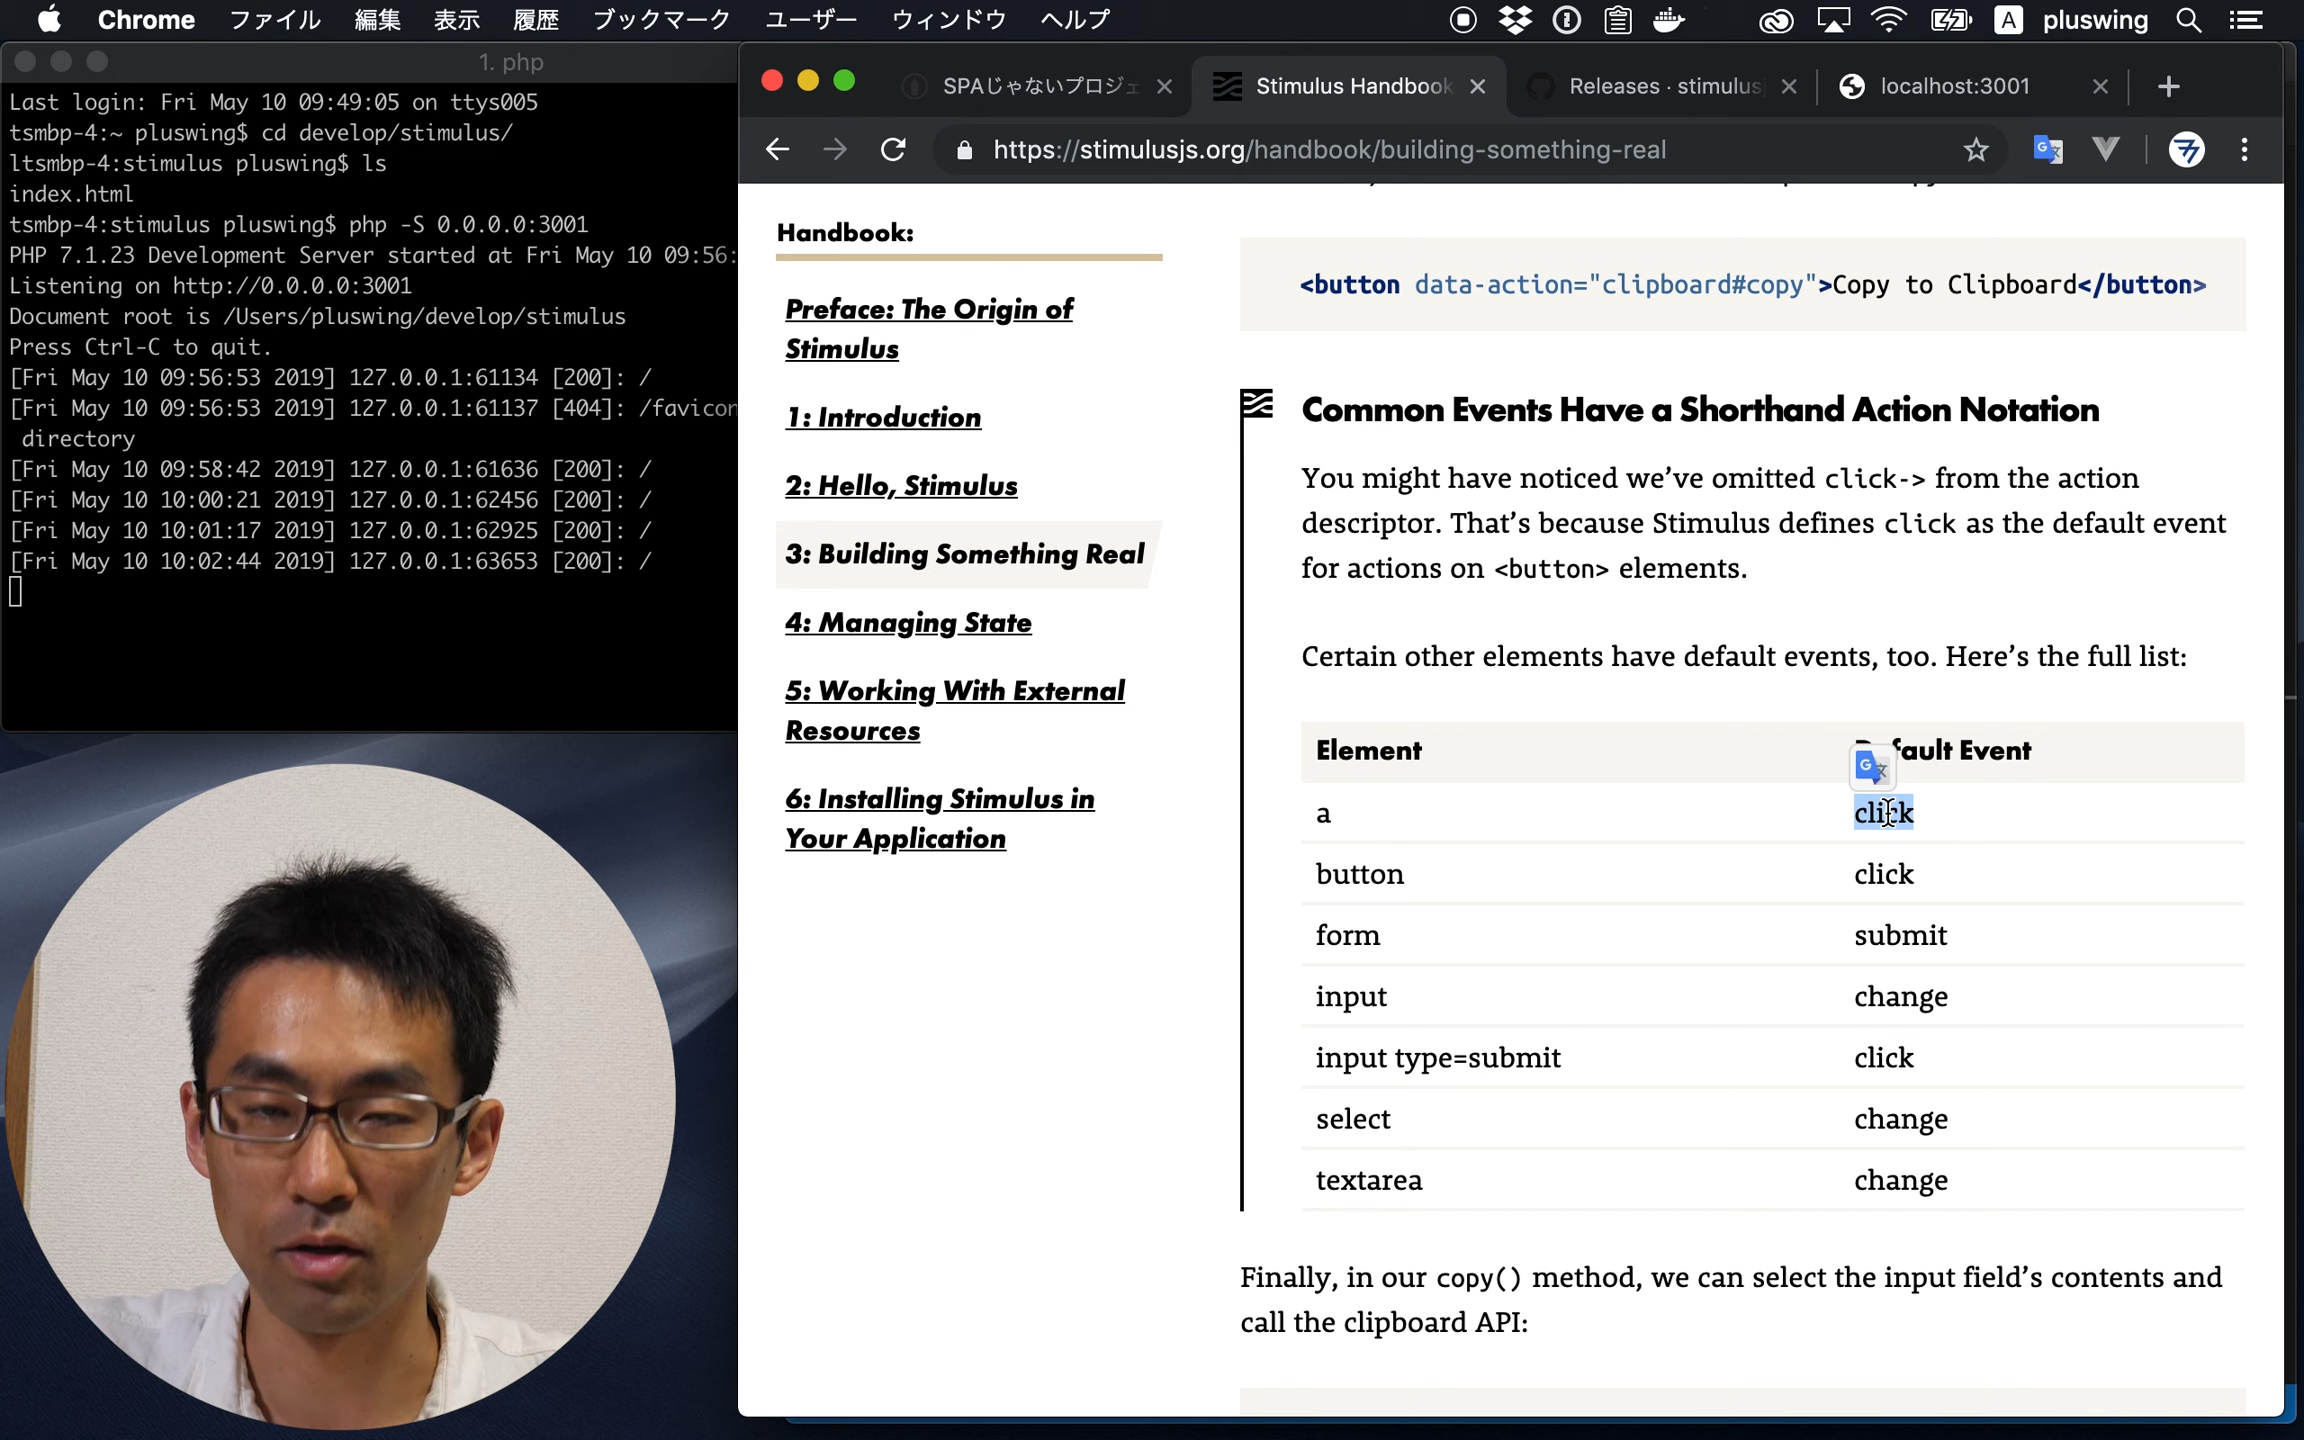 Chrome ファイル 編集 表示 履歴 ブックマーク ユーザー ウィンドウ ヘルプ A pluswing
1. php
Last login: Fri May 10 09:49:05 on ttys005
tsmbp-4:~ pluswing$ cd develop/stimulus/
ltsmbp-4:stimulus pluswing$ ls
index.html
tsmbp-4:stimulus pluswing$ php -S 0.0.0.0:3001
PHP 7.1.23 Development Server started at Fri May 10 09:56:
Listening on http://0.0.0.0:3001
Document root is /Users/pluswing/develop/stimulus
Press Ctrl-C to quit.
[Fri May 10 09:56:53 2019] 127.0.0.1:61134 [200]: /
[Fri May 10 09:56:53 2019] 127.0.0.1:61137 [404]: /favicon
directory
[Fri May 10 09:58:42 2019] 127.0.0.1:61636 [200]: /
[Fri May 10 10:00:21 2019] 127.0.0.1:62456 [200]: /
[Fri May 10 10:01:17 2019] 127.0.0.1:62925 [200]: /
[Fri May 10 10:02:44 2019] 127.0.0.1:63653 [200]: /
SPAじゃないプロジェ Stimulus Handbook Releases · stimulus localhost:3001
https://stimulusjs.org/handbook/building-something-real
Handbook:
Preface: The Origin of
Stimulus
1: Introduction
2: Hello, Stimulus
3: Building Something Real
4: Managing State
5: Working With External
Resources
6: Installing Stimulus in
Your Application
<button data-action="clipboard#copy">Copy to Clipboard</button>
Common Events Have a Shorthand Action Notation
You might have noticed we’ve omitted click-> from the action
descriptor. That’s because Stimulus defines click as the default event
for actions on <button> elements.
Certain other elements have default events, too. Here’s the full list:
Element Default Event
a click
button click
form submit
input change
input type=submit click
select change
textarea change
Finally, in our copy() method, we can select the input field’s contents and
call the clipboard API: